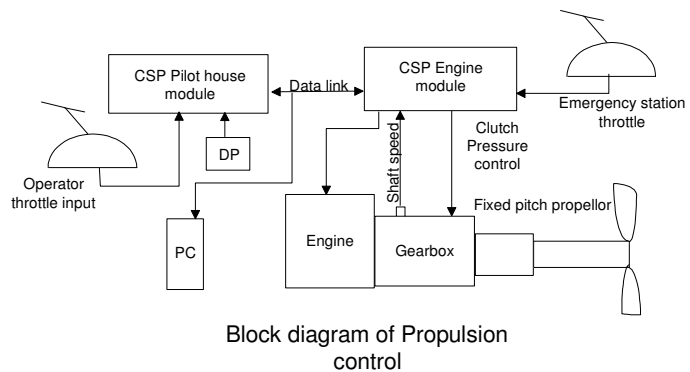 CSP Pilot house
module
Data link
CSP Engine
module
Emergency station
throttle
DP
Operator
throttle input
Shaft speed
Clutch
Pressure
control
PC
Engine
Gearbox
Fixed pitch propellor
Block diagram of Propulsion
control